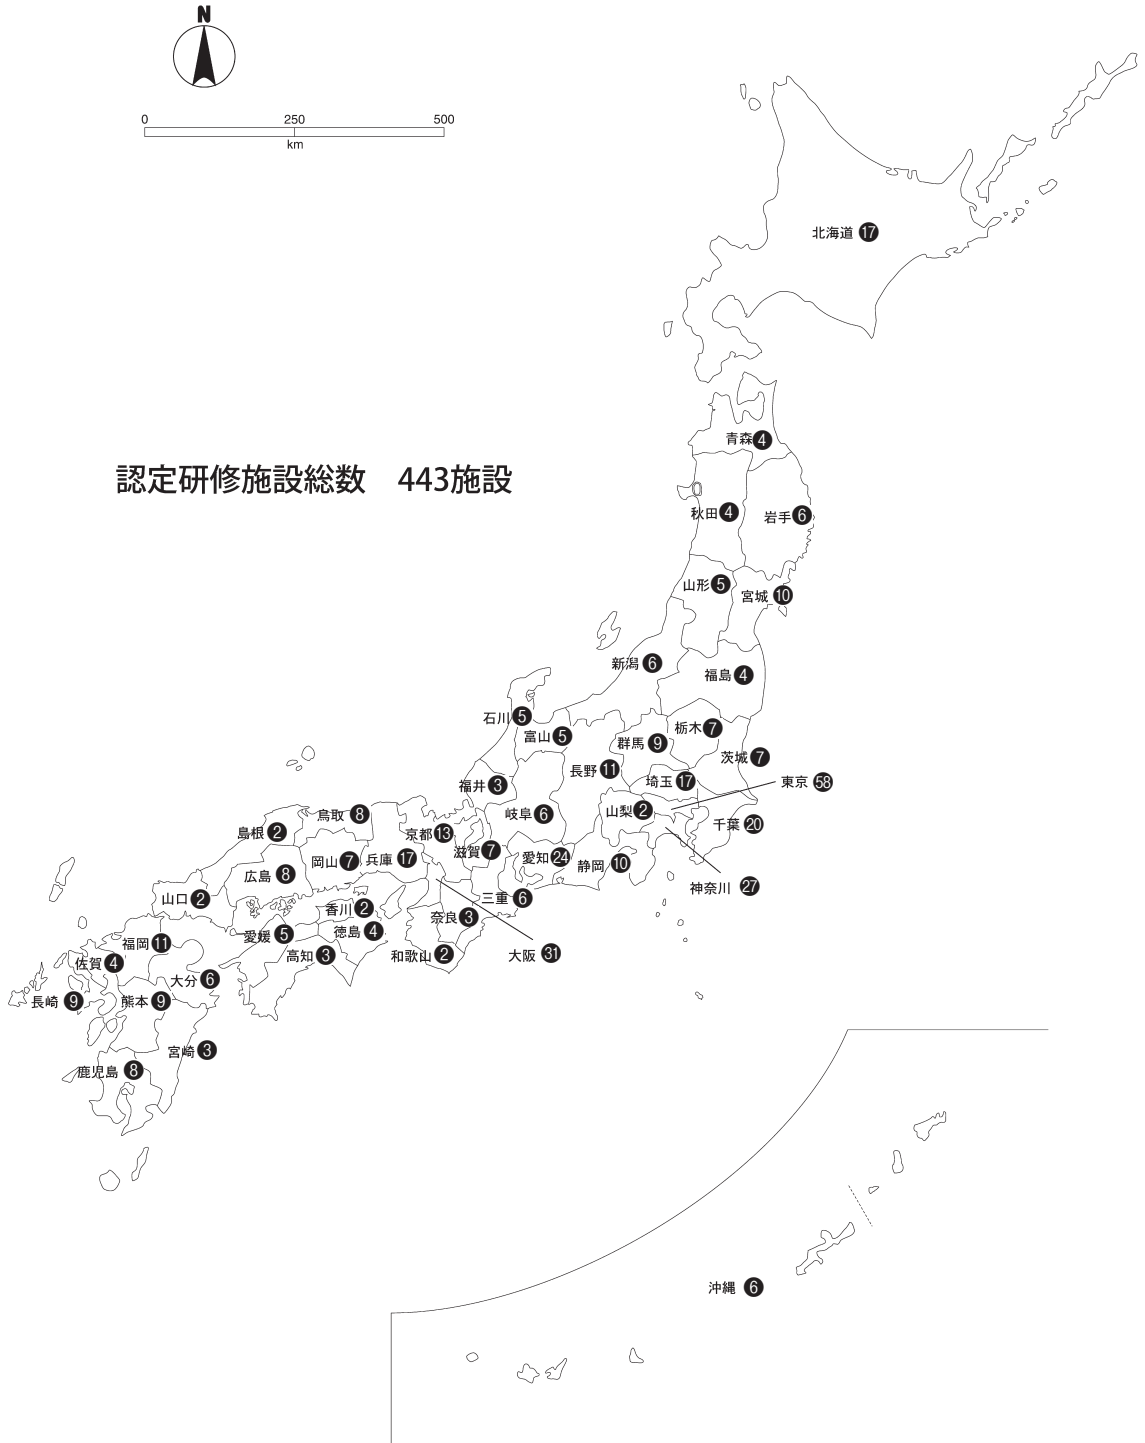 N
0 250 500
km
北海道 17
青森 4
認定研修施設総数 443施設
秋田 4
岩手 6
山形 5
宮城 10
新潟 6
福島 4
石川 5
栃木 7
富山 5
群馬 9
茨城 7
長野 11
福井 3
埼玉 17
東京 58
鳥取 8
岐阜 6
山梨 2
千葉 20
島根 2
京都 13
滋賀 7
岡山 7
兵庫 17
愛知 24
静岡 10
広島 8
神奈川 27
山口 2
三重 6
香川 2
奈良 3
徳島 4
愛媛 5
福岡 11
高知 3
和歌山 2
大阪 31
佐賀 4
大分 6
長崎 9
熊本 9
宮崎 3
鹿児島 8
沖縄 6